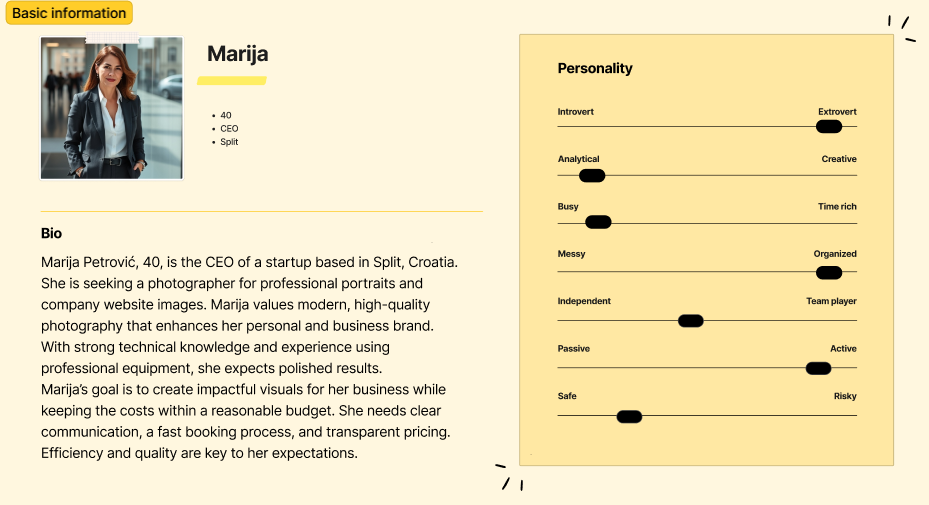 Basic information
Marija
40
CEO
Split
Bio
Marija Petrović, 40, is the CEO of a startup based in Split, Croatia.
She is seeking a photographer for professional portraits and
company website images. Marija values modern, high-quality
photography that enhances her personal and business brand.
With strong technical knowledge and experience using
professional equipment, she expects polished results.
Marija’s goal is to create impactful visuals for her business while
keeping the costs within a reasonable budget. She needs clear
communication, a fast booking process, and transparent pricing.
Efficiency and quality are key to her expectations.
Personality
Introvert Extrovert
Analytical Creative
Busy Time rich
Messy Organized
Independent Team player
Passive Active
Safe Risky